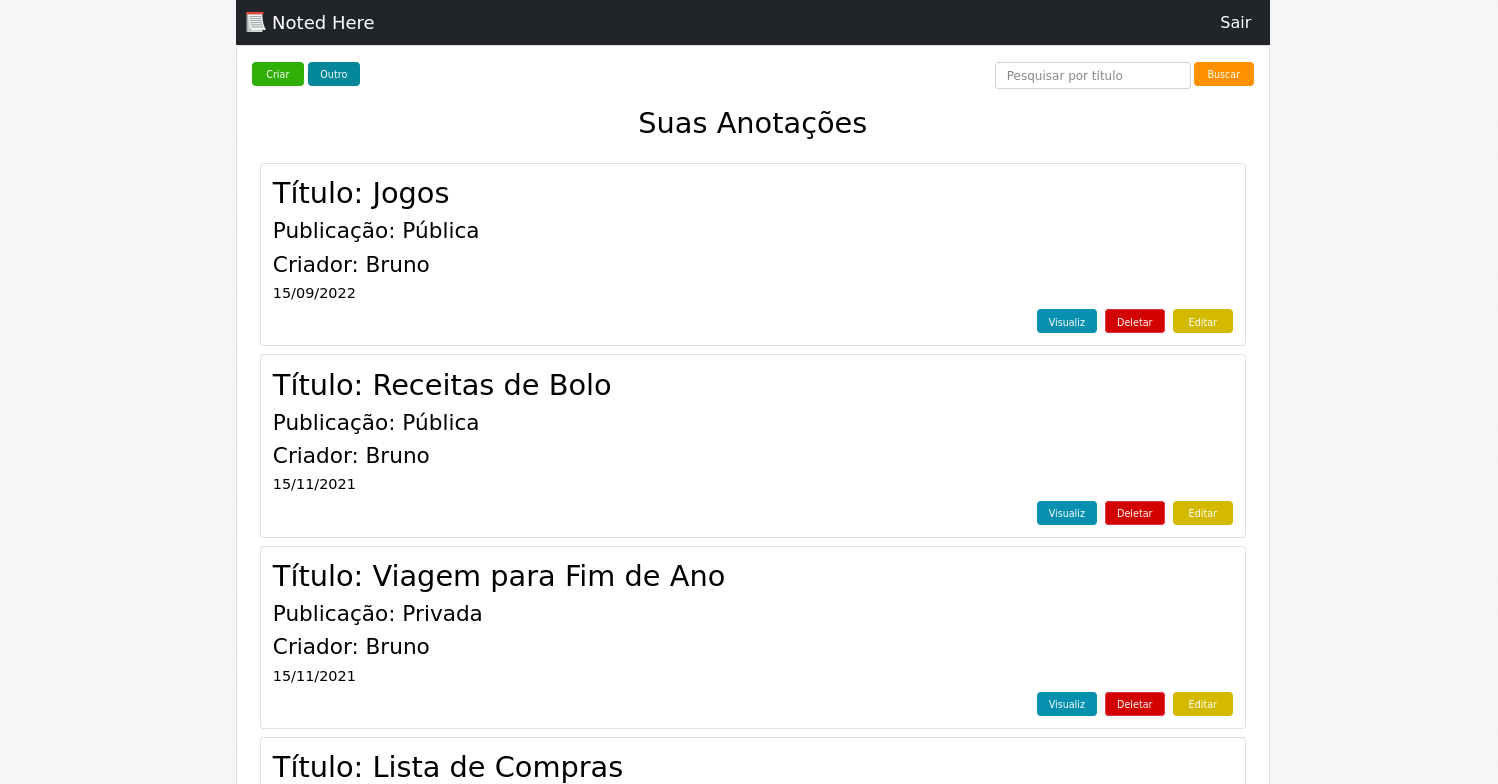 Noted Here Sair
Criar Outro Pesquisar por título Buscar
Suas Anotações
Título: Jogos
Publicação: Pública
Criador: Bruno
15/09/2022
Visualiz Deletar Editar
Título: Receitas de Bolo
Publicação: Pública
Criador: Bruno
15/11/2021
Visualiz Deletar Editar
Título: Viagem para Fim de Ano
Publicação: Privada
Criador: Bruno
15/11/2021
Visualiz Deletar Editar
Título: Lista de Compras